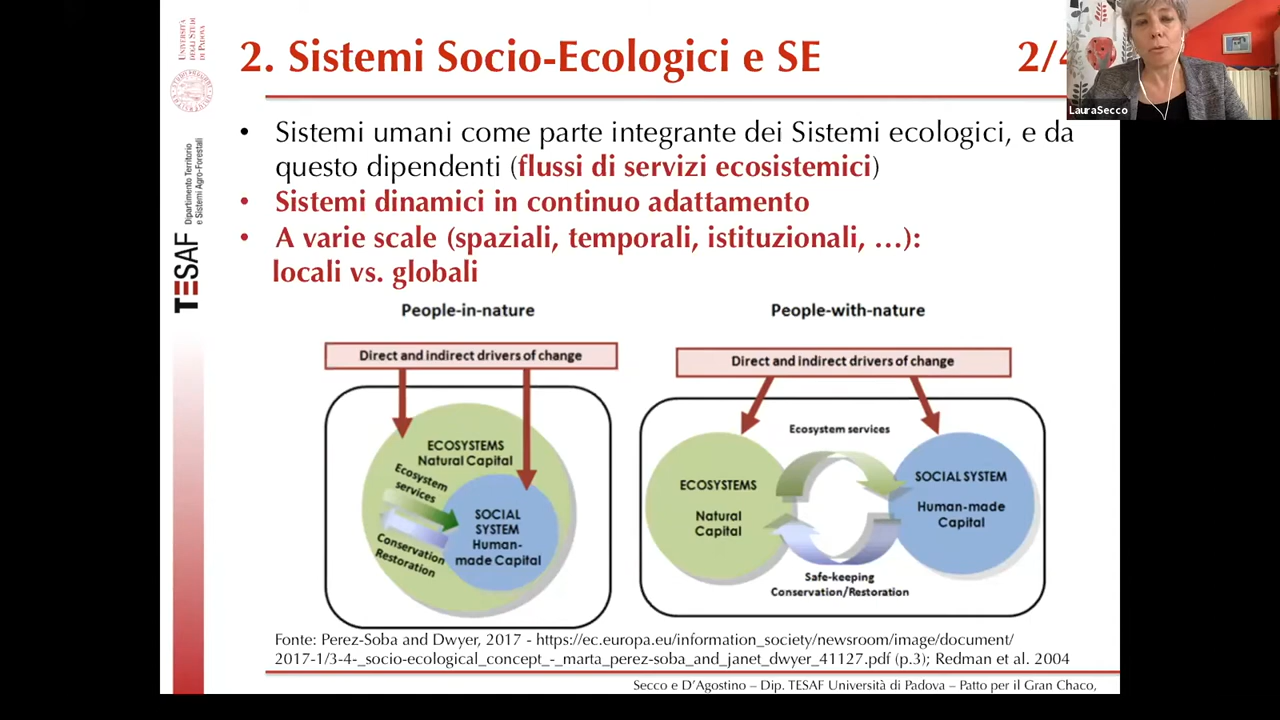 UNIVERSITÀ
DEGLI STUDI
DI PADOVA
TESAF
Dipartimento Territorio
e Sistemi Agro-Forestali
2. Sistemi Socio-Ecologici e SE 2/4
LauraSecco
• Sistemi umani come parte integrante dei Sistemi ecologici, e da
questo dipendenti (flussi di servizi ecosistemici)
• Sistemi dinamici in continuo adattamento
• A varie scale (spaziali, temporali, istituzionali, …):
locali vs. globali
People-in-nature
Direct and indirect drivers of change
ECOSYSTEMS
Natural Capital
Ecosystem
services
SOCIAL
SYSTEM
Human-
made Capital
Conservation
Restoration
People-with-nature
Direct and indirect drivers of change
Ecosystem services
ECOSYSTEMS
Natural
Capital
SOCIAL SYSTEM
Human-made
Capital
Safe-keeping
Conservation/Restoration
Fonte: Perez-Soba and Dwyer, 2017 - https://ec.europa.eu/information_society/newsroom/image/document/
2017-1/3-4-_socio-ecological_concept_-_marta_perez-soba_and_janet_dwyer_41127.pdf (p.3); Redman et al. 2004
Secco e D’Agostino – Dip. TESAF Università di Padova – Patto per il Gran Chaco,